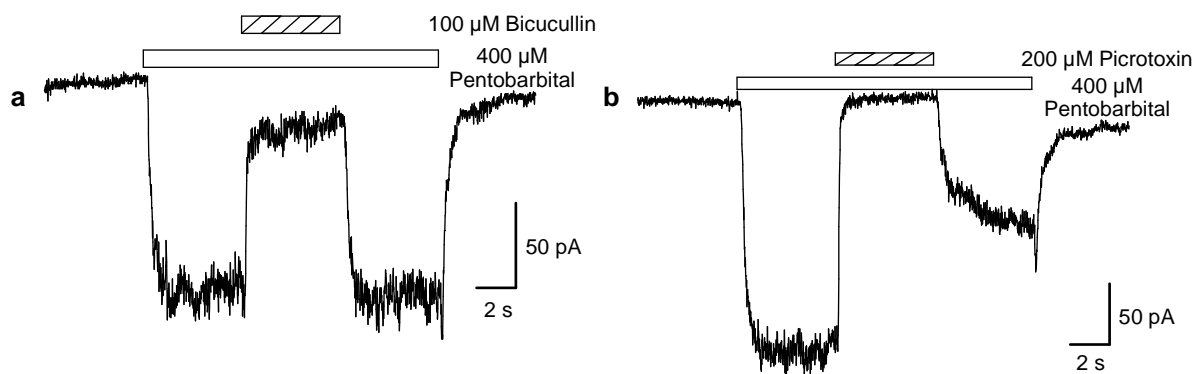 100 µM Bicucullin
400 µM
Pentobarbital
a
50 pA
2 s
200 µM Picrotoxin
400 µM
Pentobarbital
b
50 pA
2 s